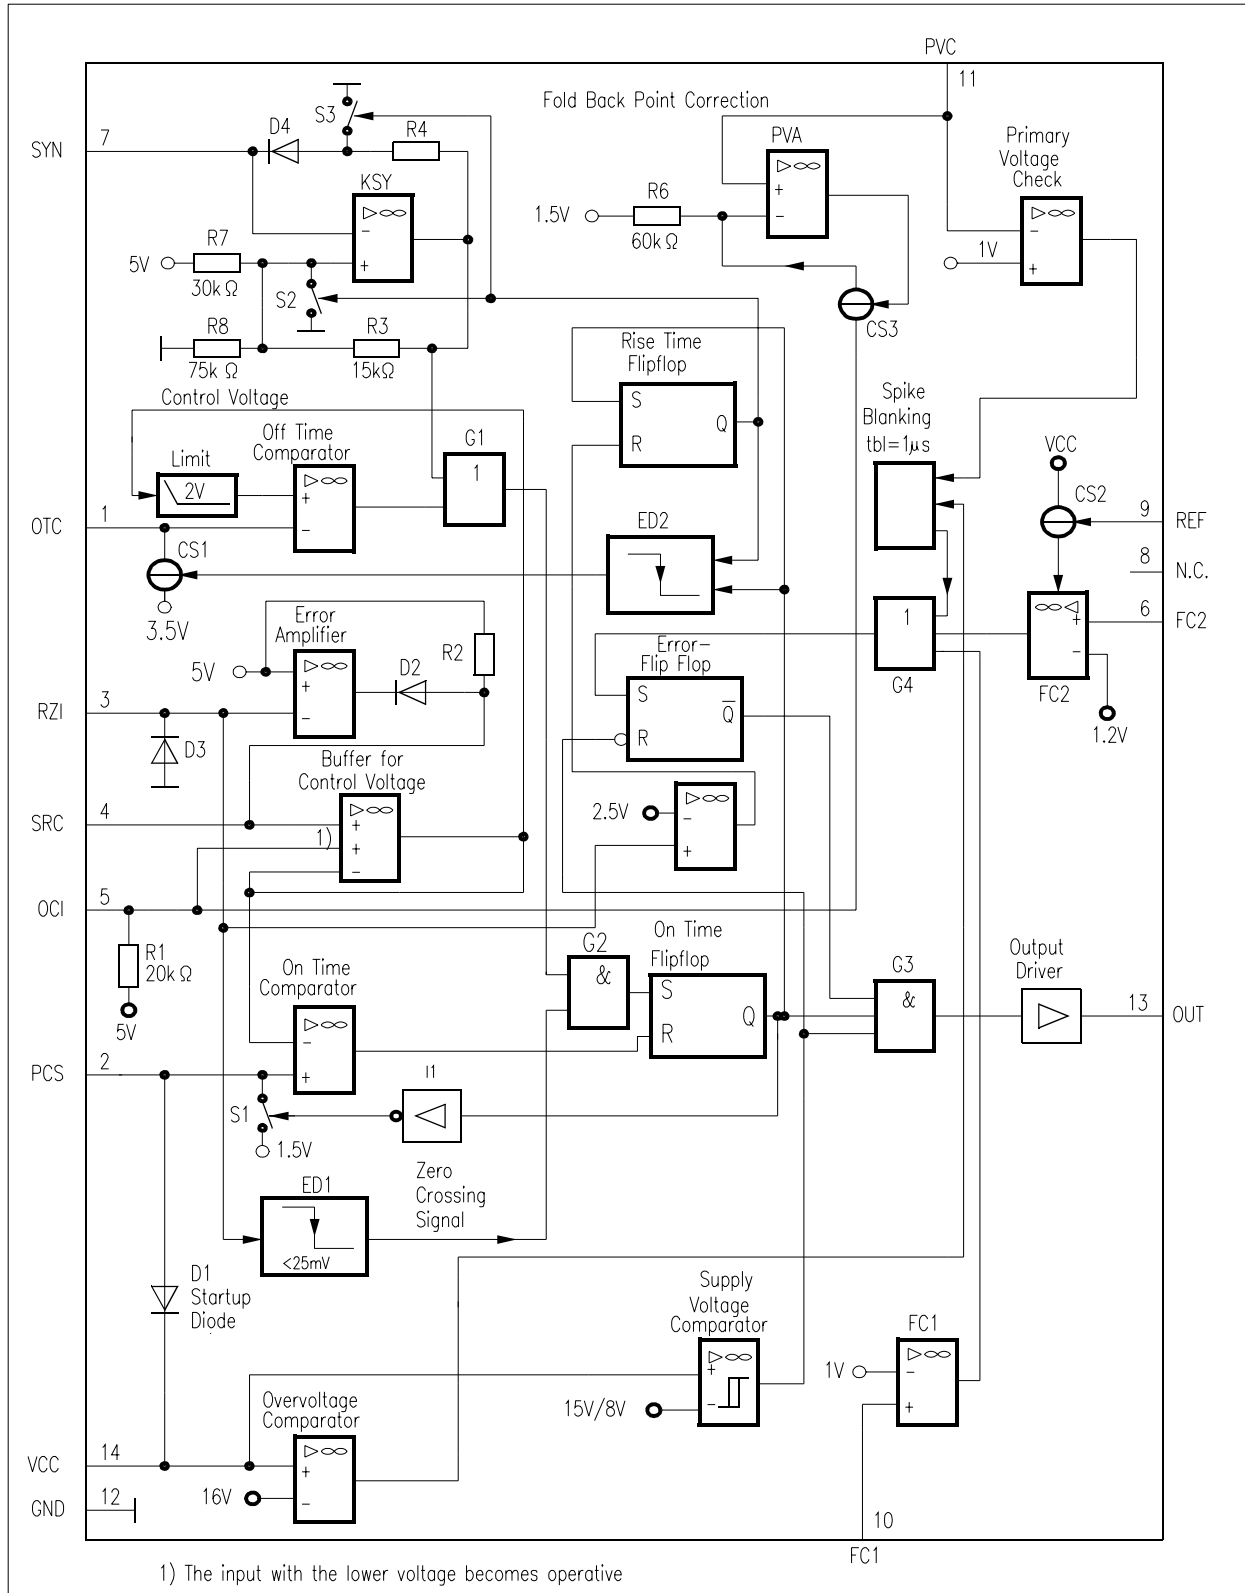 PVC
11
Fold Back Point Correction
S3
D4
R4
PVA
Primary
Voltage
Check
SYN
7
▷∞
+
−
▷∞
−
+
KSY
▷∞
−
+
R6
1.5V
60k Ω
1V
R7
5V
30k Ω
S2
CS3
R8
75k Ω
R3
15kΩ
Rise Time
Flipflop
S
R
Q
Spike
Blanking
tbl=1µs
Control Voltage
Off Time
Comparator
▷∞
+
−
G1
1
Limit
2V
VCC
CS2
9
REF
OTC
1
CS1
3.5V
ED2
8
N.C.
6
FC2
∞◁
+
−
FC2
1.2V
1
G4
Error
Amplifier
▷∞
+
−
5V
D2
R2
Error–
Flip Flop
S
R
Q̅
RZI
3
D3
Buffer for
Control Voltage
▷∞
+
+
−
1)
2.5V
▷∞
−
+
SRC
4
OCI
5
R1
20k Ω
5V
On Time
Comparator
▷∞
−
+
G2
&
On Time
Flipflop
S
R
Q
G3
&
Output
Driver
13
OUT
PCS
2
S1
1.5V
I1
Zero
Crossing
Signal
ED1
<25mV
D1
Startup
Diode
Supply
Voltage
Comparator
▷∞
+
−
15V/8V
FC1
▷∞
−
+
1V
Overvoltage
Comparator
▷∞
+
−
16V
VCC
14
GND
12
10
FC1
1) The input with the lower voltage becomes operative